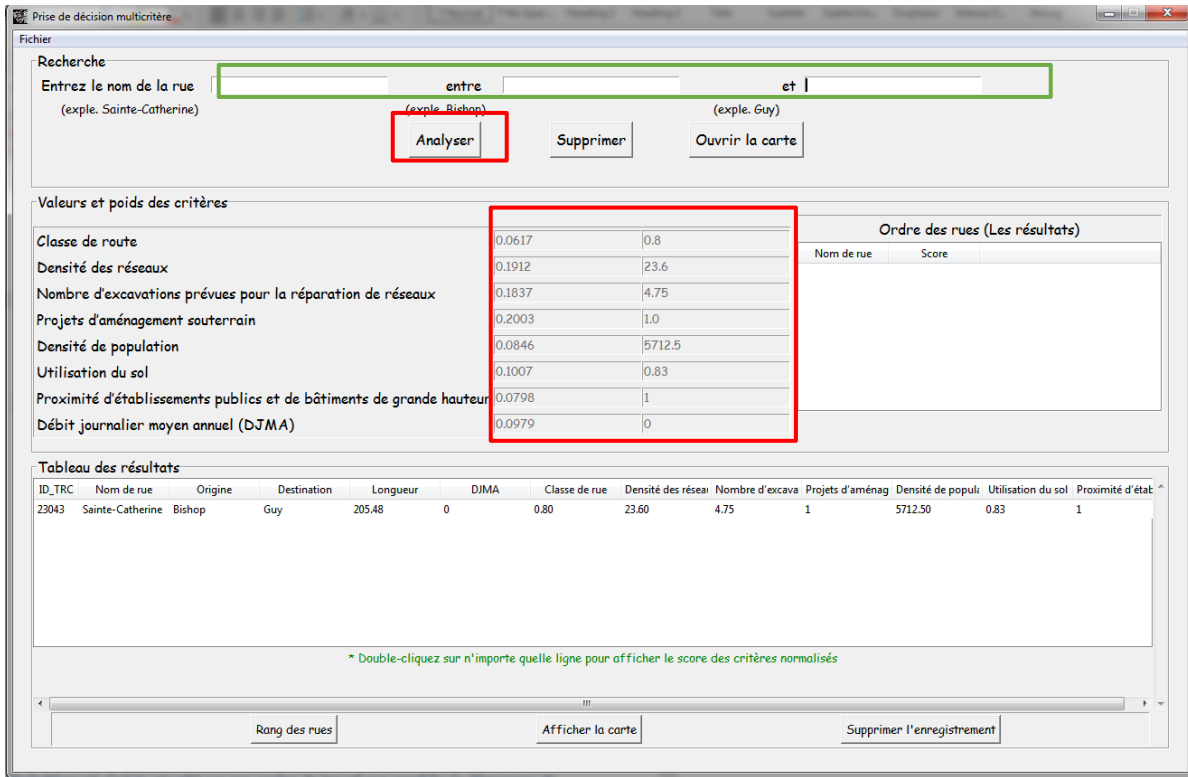 Prise de décision multicritère
Fichier
Recherche
Entrez le nom de la rue entre et
(exple. Sainte-Catherine) (exple. Bishop) (exple. Guy)
Analyser Supprimer Ouvrir la carte
Valeurs et poids des critères
Ordre des rues (Les résultats)
Nom de rue Score
Classe de route 0.0617 0.8
Densité des réseaux 0.1912 23.6
Nombre d'excavations prévues pour la réparation de réseaux 0.1837 4.75
Projets d'aménagement souterrain 0.2003 1.0
Densité de population 0.0846 5712.5
Utilisation du sol 0.1007 0.83
Proximité d'établissements publics et de bâtiments de grande hauteur 0.0798 1
Débit journalier moyen annuel (DJMA) 0.0979 0
Tableau des résultats
ID_TRC Nom de rue Origine Destination Longueur DJMA Classe de rue Densité des réseau Nombre d'excava Projets d'aménag Densité de popula Utilisation du sol Proximité d'étab
23043 Sainte-Catherine Bishop Guy 205.48 0 0.80 23.60 4.75 1 5712.50 0.83 1
* Double-cliquez sur n'importe quelle ligne pour afficher le score des critères normalisés
Rang des rues Afficher la carte Supprimer l'enregistrement